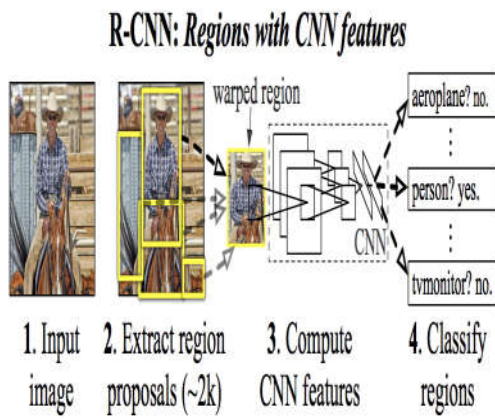 R-CNN: Regions with CNN features
warped region
aeroplane? no.
person? yes.
CNN
tvmonitor? no.
1. Input
image
2. Extract region
proposals (~2k)
3. Compute
CNN features
4. Classify
regions